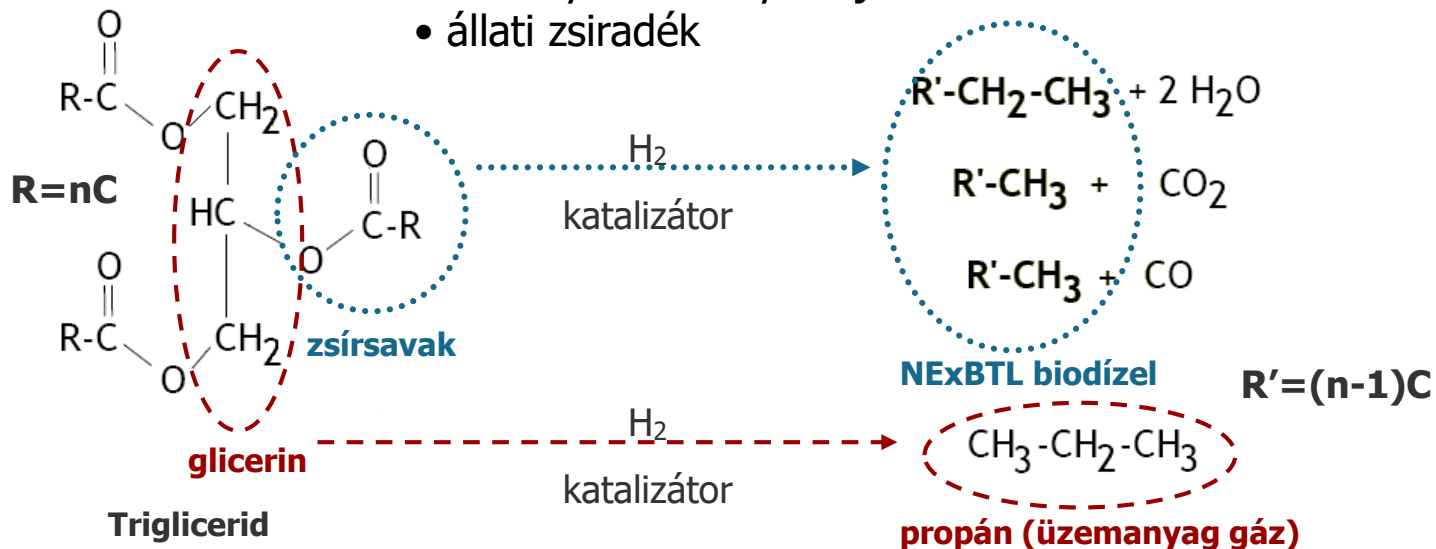 • állati zsiradék
O
R-C
O
CH2
R=nC
HC
O
C-R
O
O
R-C
O
CH2
zsírsavak
glicerin
Triglicerid
H2
katalizátor
R'-CH2-CH3 + 2 H2O
R'-CH3 + CO2
R'-CH3 + CO
NExBTL biodízel
R’=(n-1)C
H2
katalizátor
CH3-CH2-CH3
propán (üzemanyag gáz)